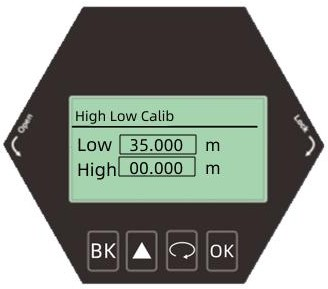 Open
Lock
High Low Calib
Low 35.000 m
High 00.000 m
BK OK